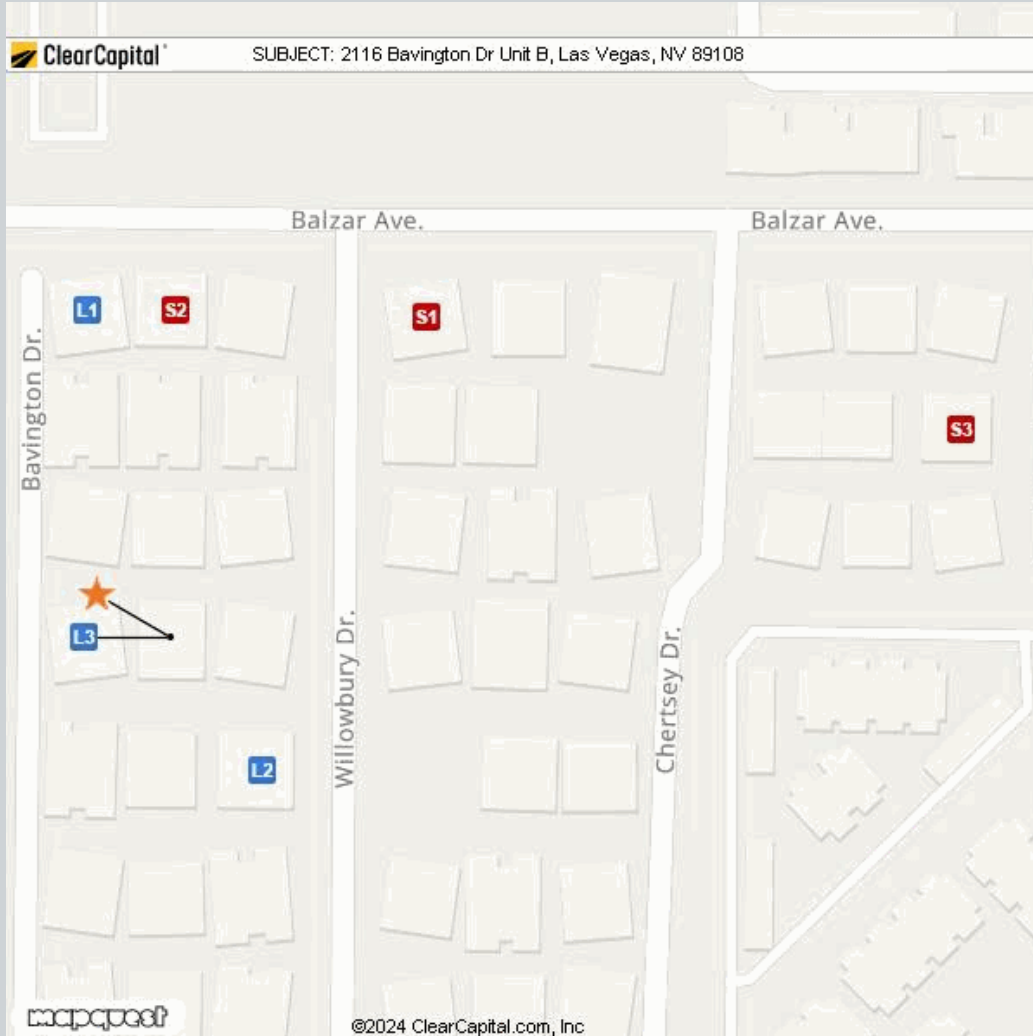 ClearCapital
SUBJECT: 2116 Bavington Dr Unit B, Las Vegas, NV 89108
Balzar Ave.
Balzar Ave.
L1
S2
S1
Bavington Dr.
S3
L3
Willowbury Dr.
Chertsey Dr.
L2
mapquest
©2024 ClearCapital.com, Inc